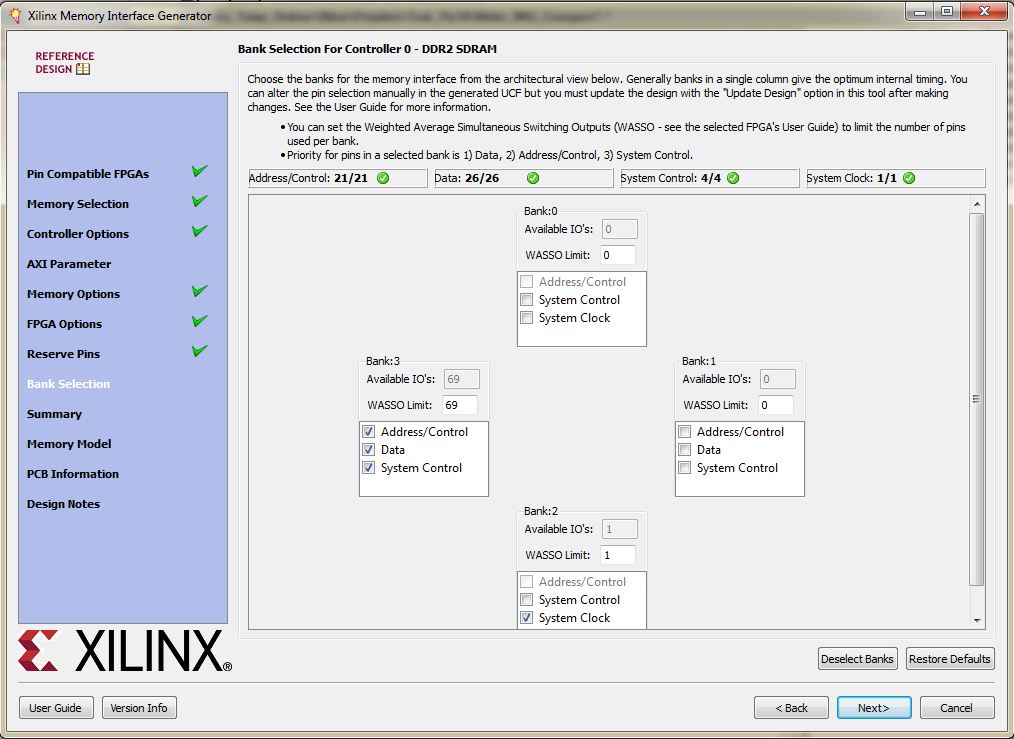 Xilinx Memory Interface Generator
REFERENCE
DESIGN
Pin Compatible FPGAs
Memory Selection
Controller Options
AXI Parameter
Memory Options
FPGA Options
Reserve Pins
Bank Selection
Summary
Memory Model
PCB Information
Design Notes
XILINX®
Bank Selection For Controller 0 - DDR2 SDRAM
Choose the banks for the memory interface from the architectural view below. Generally banks in a single column give the optimum internal timing. You
can alter the pin selection manually in the generated UCF but you must update the design with the "Update Design" option in this tool after making
changes. See the User Guide for more information.
• You can set the Weighted Average Simultaneous Switching Outputs (WASSO - see the selected FPGA's User Guide) to limit the number of pins
used per bank.
• Priority for pins in a selected bank is 1) Data, 2) Address/Control, 3) System Control.
Address/Control: 21/21 Data: 26/26 System Control: 4/4 System Clock: 1/1
Bank:0
Available IO's: 0
WASSO Limit: 0
Address/Control
System Control
System Clock
Bank:3
Available IO's: 69
WASSO Limit: 69
Address/Control
Data
System Control
Bank:1
Available IO's: 0
WASSO Limit: 0
Address/Control
Data
System Control
Bank:2
Available IO's: 1
WASSO Limit: 1
Address/Control
System Control
System Clock
Deselect Banks Restore Defaults
User Guide Version Info < Back Next> Cancel